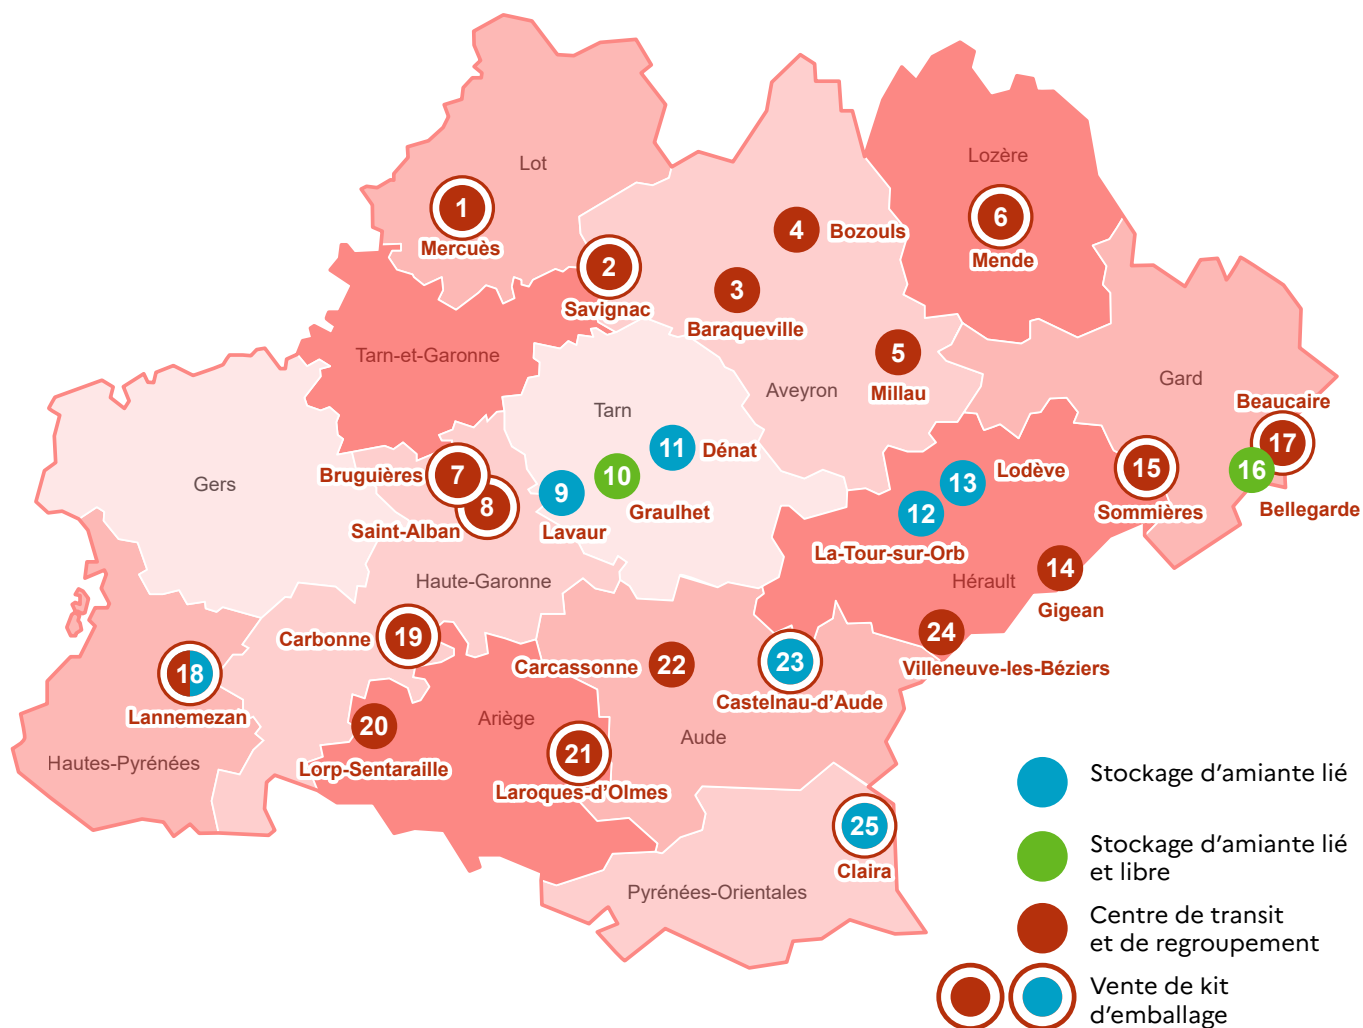 Lot
Lozère
1
Mercuès
6
Mende
4
Bozouls
2
Savignac
3
Baraqueville
Tarn-et-Garonne
5
Millau
Aveyron
Gard
Beaucaire
17
Tarn
11
Dénat
Bruguières
7
10
Graulhet
9
Lavaur
8
Saint-Alban
Gers
Lodève
13
12
La-Tour-sur-Orb
15
Sommières
16
Bellegarde
Haute-Garonne
Hérault
14
Gigean
Carbonne
19
24
Villeneuve-les-Béziers
Carcassonne
22
23
Castelnau-d'Aude
18
Lannemezan
Ariège
20
Lorp-Sentaraille
Aude
21
Laroques-d'Olmes
Hautes-Pyrénées
25
Claira
Pyrénées-Orientales
Stockage d'amiante lié
Stockage d'amiante lié
et libre
Centre de transit
et de regroupement
Vente de kit
d'emballage